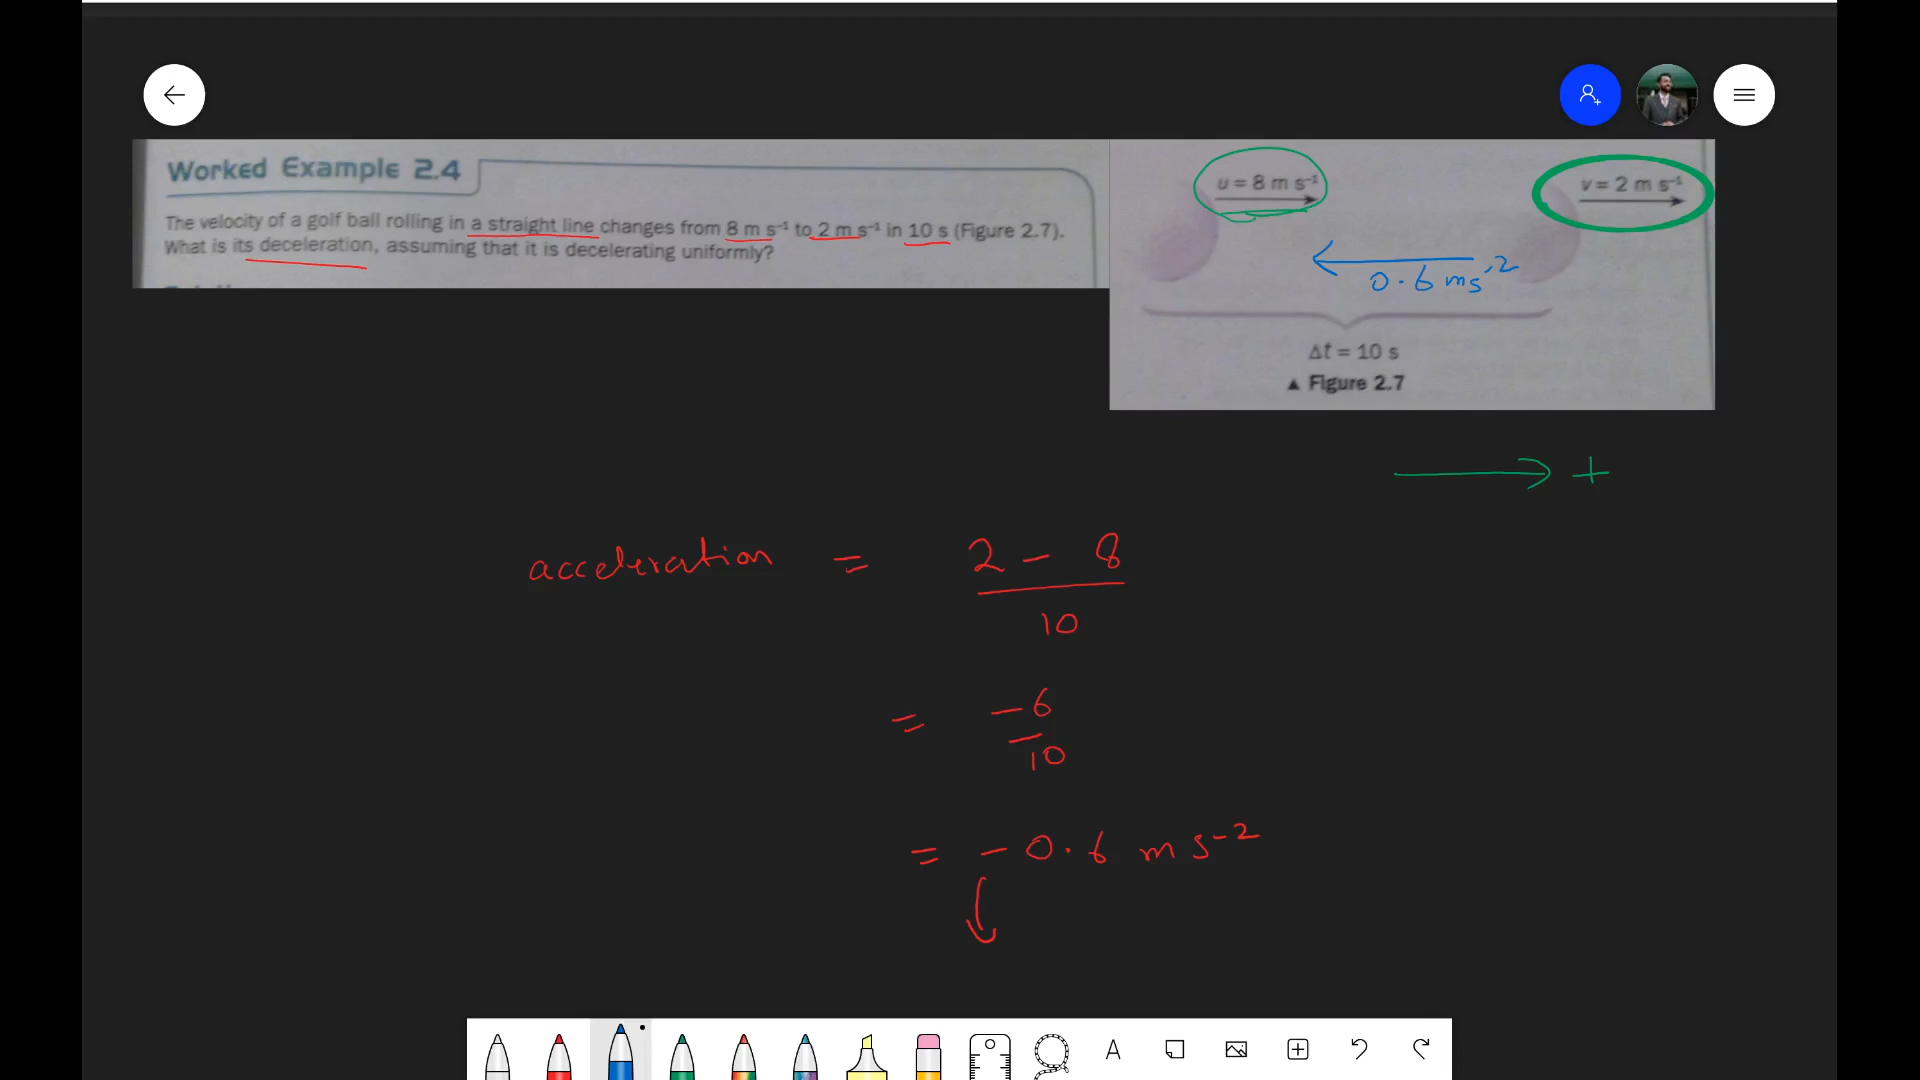 Worked Example 2.4
The velocity of a golf ball rolling in a straight line changes from 8 m s⁻¹ to 2 m s⁻¹ in 10 s (Figure 2.7).
What is its deceleration, assuming that it is decelerating uniformly?
u = 8 m s⁻¹
v = 2 m s⁻¹
0.6 ms⁻²
Δt = 10 s
▲ Figure 2.7
+
acceleration = 2 - 8
10
= -6
10
= -0.6 m s⁻²
A